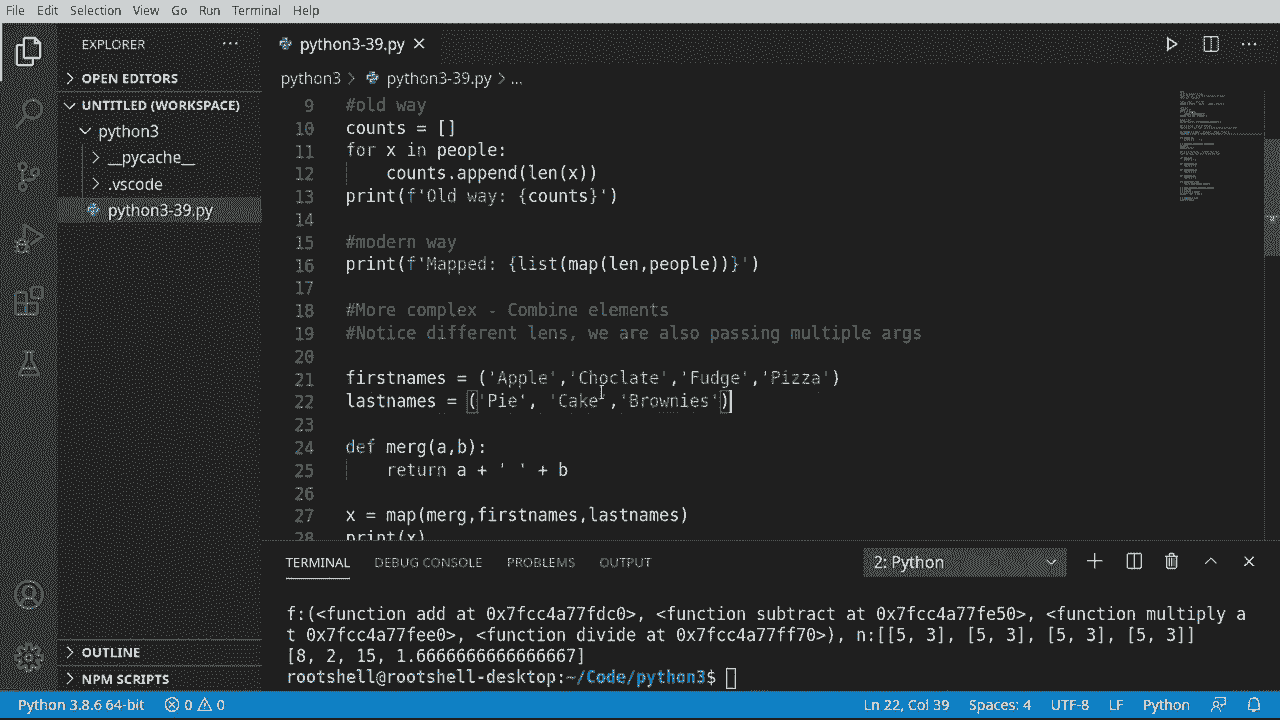 File Edit Selection View Go Run Terminal Help
EXPLORER ...
python3-39.py
OPEN EDITORS
python3 > python3-39.py > ...
UNTITLED (WORKSPACE)
python3
__pycache__
.vscode
python3-39.py
9 #old way
10 counts = []
11 for x in people:
12 counts.append(len(x))
13 print(f'Old way: {counts}')
14
15 #modern way
16 print(f'Mapped: {list(map(len,people))}')
17
18 #More complex - Combine elements
19 #Notice different lens, we are also passing multiple args
20
21 firstnames = ('Apple','Choclate','Fudge','Pizza')
22 lastnames = ('Pie', 'Cake','Brownies')
23
24 def merg(a,b):
25 return a + ' ' + b
26
27 x = map(merg,firstnames,lastnames)
28 print(x)
TERMINAL DEBUG CONSOLE PROBLEMS OUTPUT 2: Python
f:(<function add at 0x7fcc4a77fdc0>, <function subtract at 0x7fcc4a77fe50>, <function multiply a
t 0x7fcc4a77fee0>, <function divide at 0x7fcc4a77ff70>), n:[[5, 3], [5, 3], [5, 3], [5, 3]]
[8, 2, 15, 1.6666666666666667]
rootshell@rootshell-desktop:~/Code/python3$
OUTLINE
NPM SCRIPTS
Python 3.8.6 64-bit 0 0 Ln 22, Col 39 Spaces: 4 UTF-8 LF Python